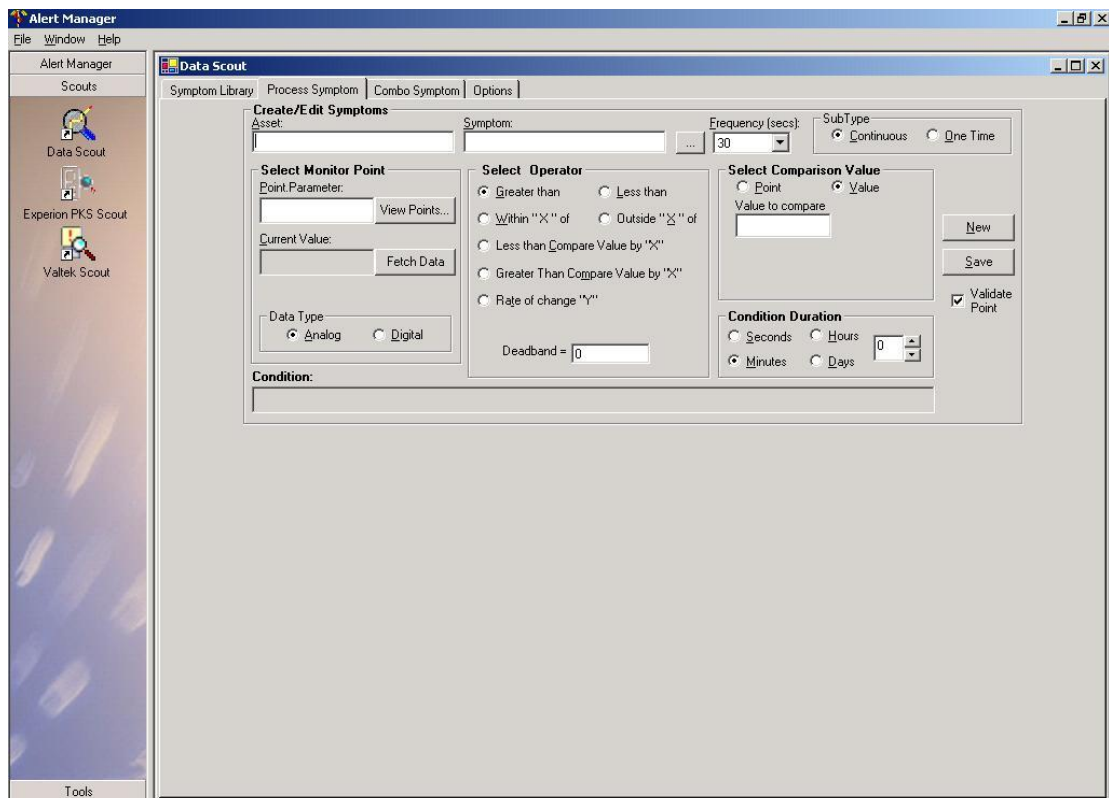 Alert Manager
File Window Help
Alert Manager
Scouts
Data Scout
Experion PKS Scout
Valtek Scout
Tools
Data Scout
Symptom Library Process Symptom Combo Symptom Options
Create/Edit Symptoms
Asset: Symptom: ... Frequency (secs): 30
SubType
Continuous One Time
Select Monitor Point
Point.Parameter:
View Points...
Current Value:
Fetch Data
Data Type
Analog Digital
Select Operator
Greater than Less than
Within "X" of Outside "X" of
Less than Compare Value by "X"
Greater Than Compare Value by "X"
Rate of change "Y"
Deadband = 0
Select Comparison Value
Point Value
Value to compare
Condition Duration
Seconds Hours
Minutes Days
0
New
Save
Validate
Point
Condition: